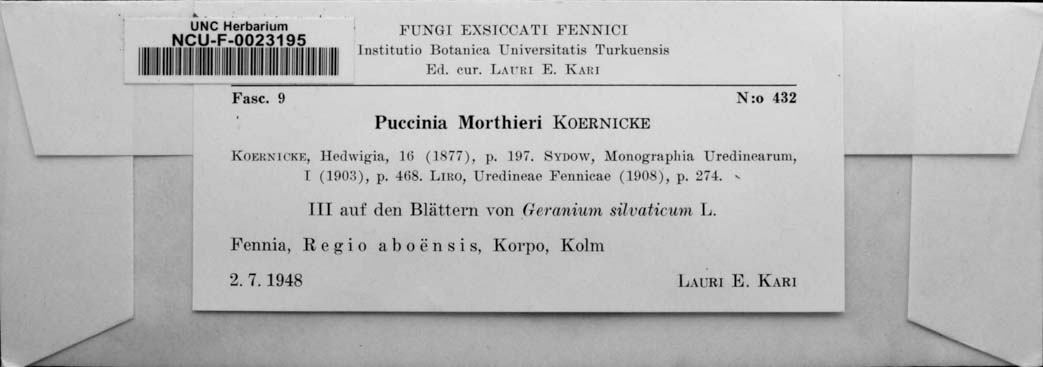 UNC Herbarium
NCU-F-0023195
FUNGI EXSICCATI FENNICI
Institutio Botanica Universitatis Turkuensis
Ed. cur. LAURI E. KARI
Fasc. 9 N:o 432
Puccinia Morthieri KOERNICKE
KOERNICKE, Hedwigia, 16 (1877), p. 197. SYDOW, Monographia Uredinearum,
I (1903), p. 468. LIRO, Uredineae Fennicae (1908), p. 274.
III auf den Blättern von Geranium silvaticum L.
Fennia, Regio aboënsis, Korpo, Kolm
2. 7. 1948 LAURI E. KARI